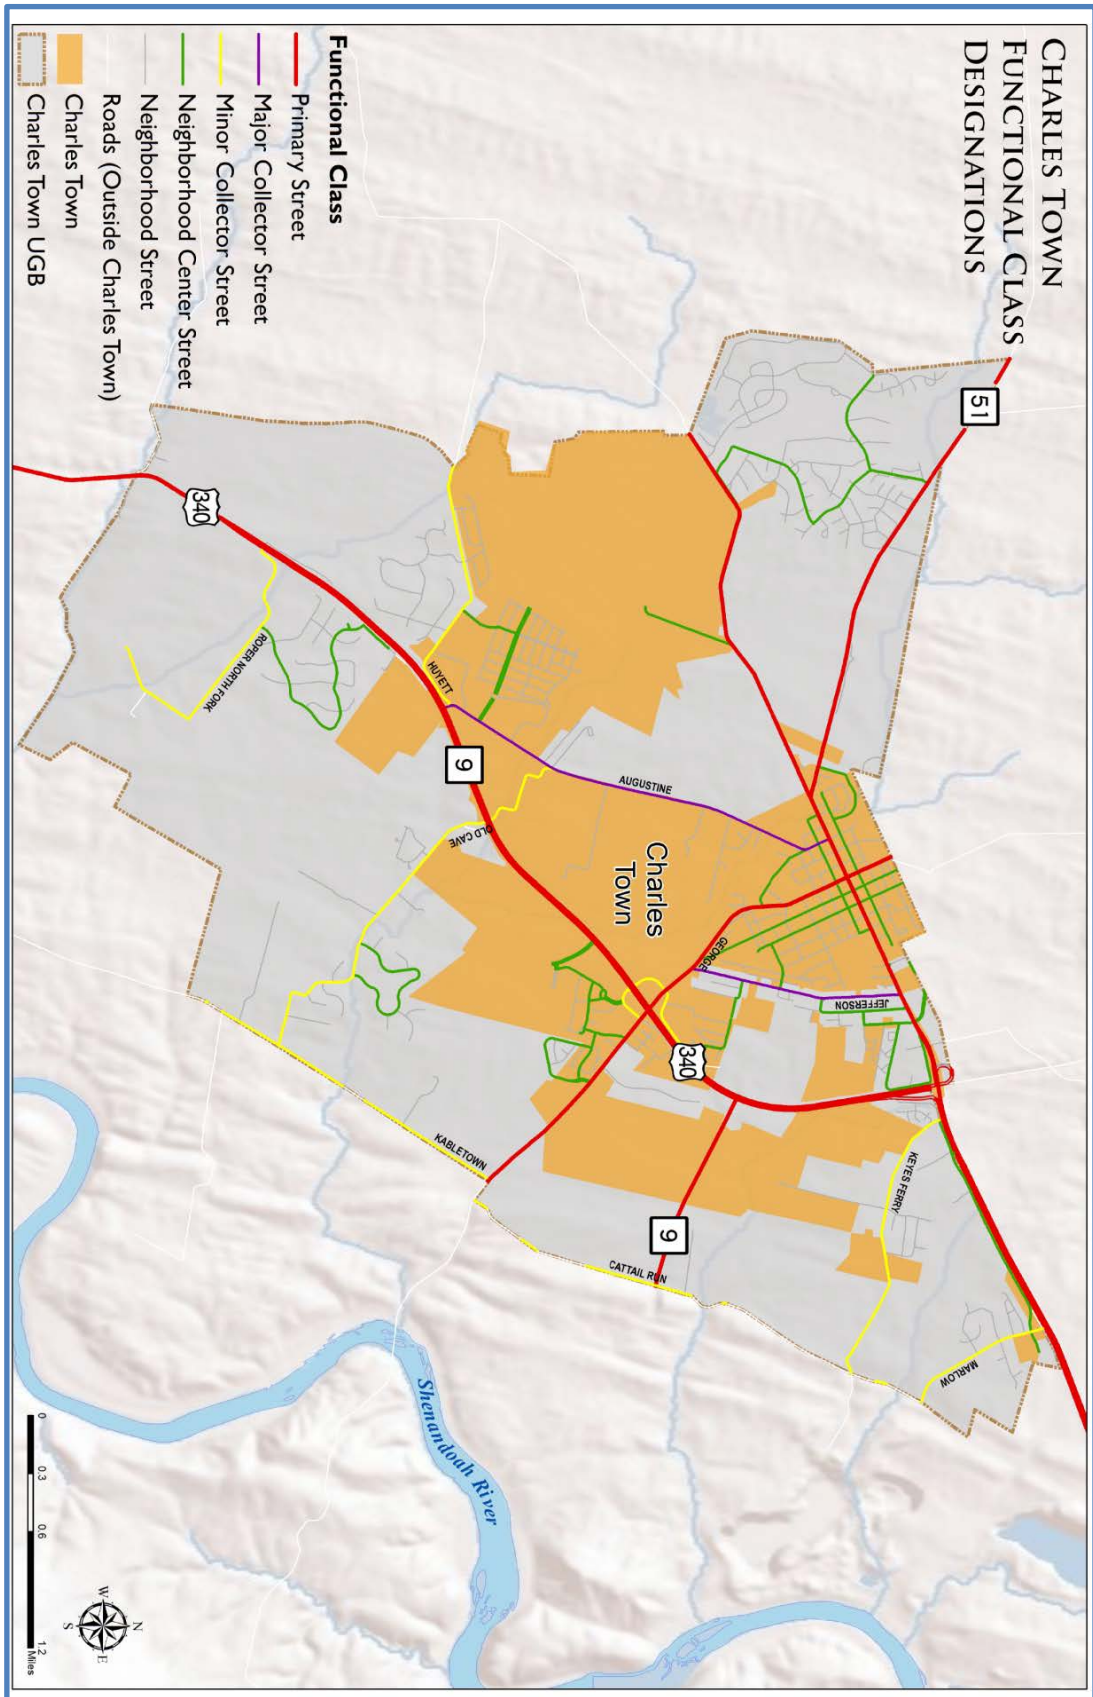 CHARLES TOWN
FUNCTIONAL CLASS
DESIGNATIONS
51
340
HUYETT
ROPER NORTH FORK
9
AUGUSTINE
OLD CAVE
Charles
Town
GEORGE
JEFFERSON
340
KEYES FERRY
KABLETOWN
9
CATTAIL RUN
MARLOW
Shenandoah River
Functional Class
Primary Street
Major Collector Street
Minor Collector Street
Neighborhood Center Street
Neighborhood Street
Roads (Outside Charles Town)
Charles Town
Charles Town UGB
0 0.3 0.6 1.2
Miles
N
W E
S